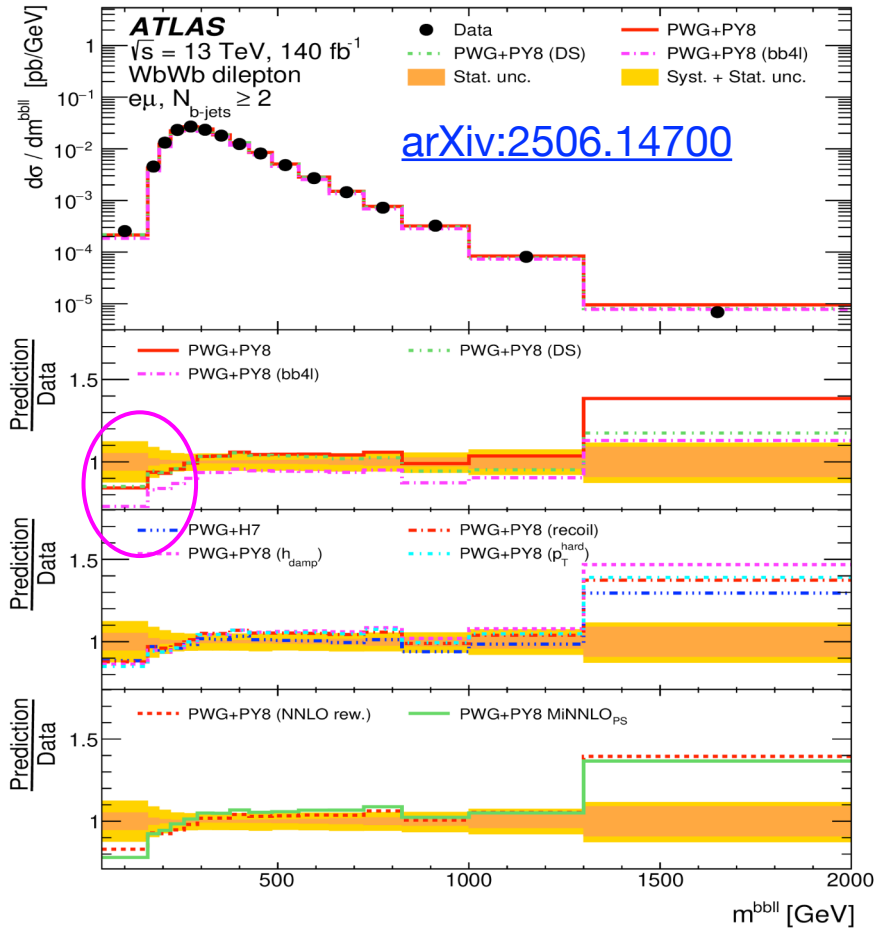 ATLAS
√s = 13 TeV, 140 fb⁻¹
WbWb dilepton
eμ, N_b-jets ≥ 2
Data
PWG+PY8
PWG+PY8 (DS)
PWG+PY8 (bb4l)
Stat. unc.
Syst. + Stat. unc.
arXiv:2506.14700
dσ / dm^bbll [pb/GeV]
1
10⁻¹
10⁻²
10⁻³
10⁻⁴
10⁻⁵
PWG+PY8
PWG+PY8 (DS)
PWG+PY8 (bb4l)
Prediction
Data
1.5
1
PWG+H7
PWG+PY8 (recoil)
PWG+PY8 (h_damp)
PWG+PY8 (p_T^hard)
Prediction
Data
1.5
1
PWG+PY8 (NNLO rew.)
PWG+PY8 MiNNLO_PS
Prediction
Data
1.5
1
500 1000 1500 2000
m^bbll [GeV]